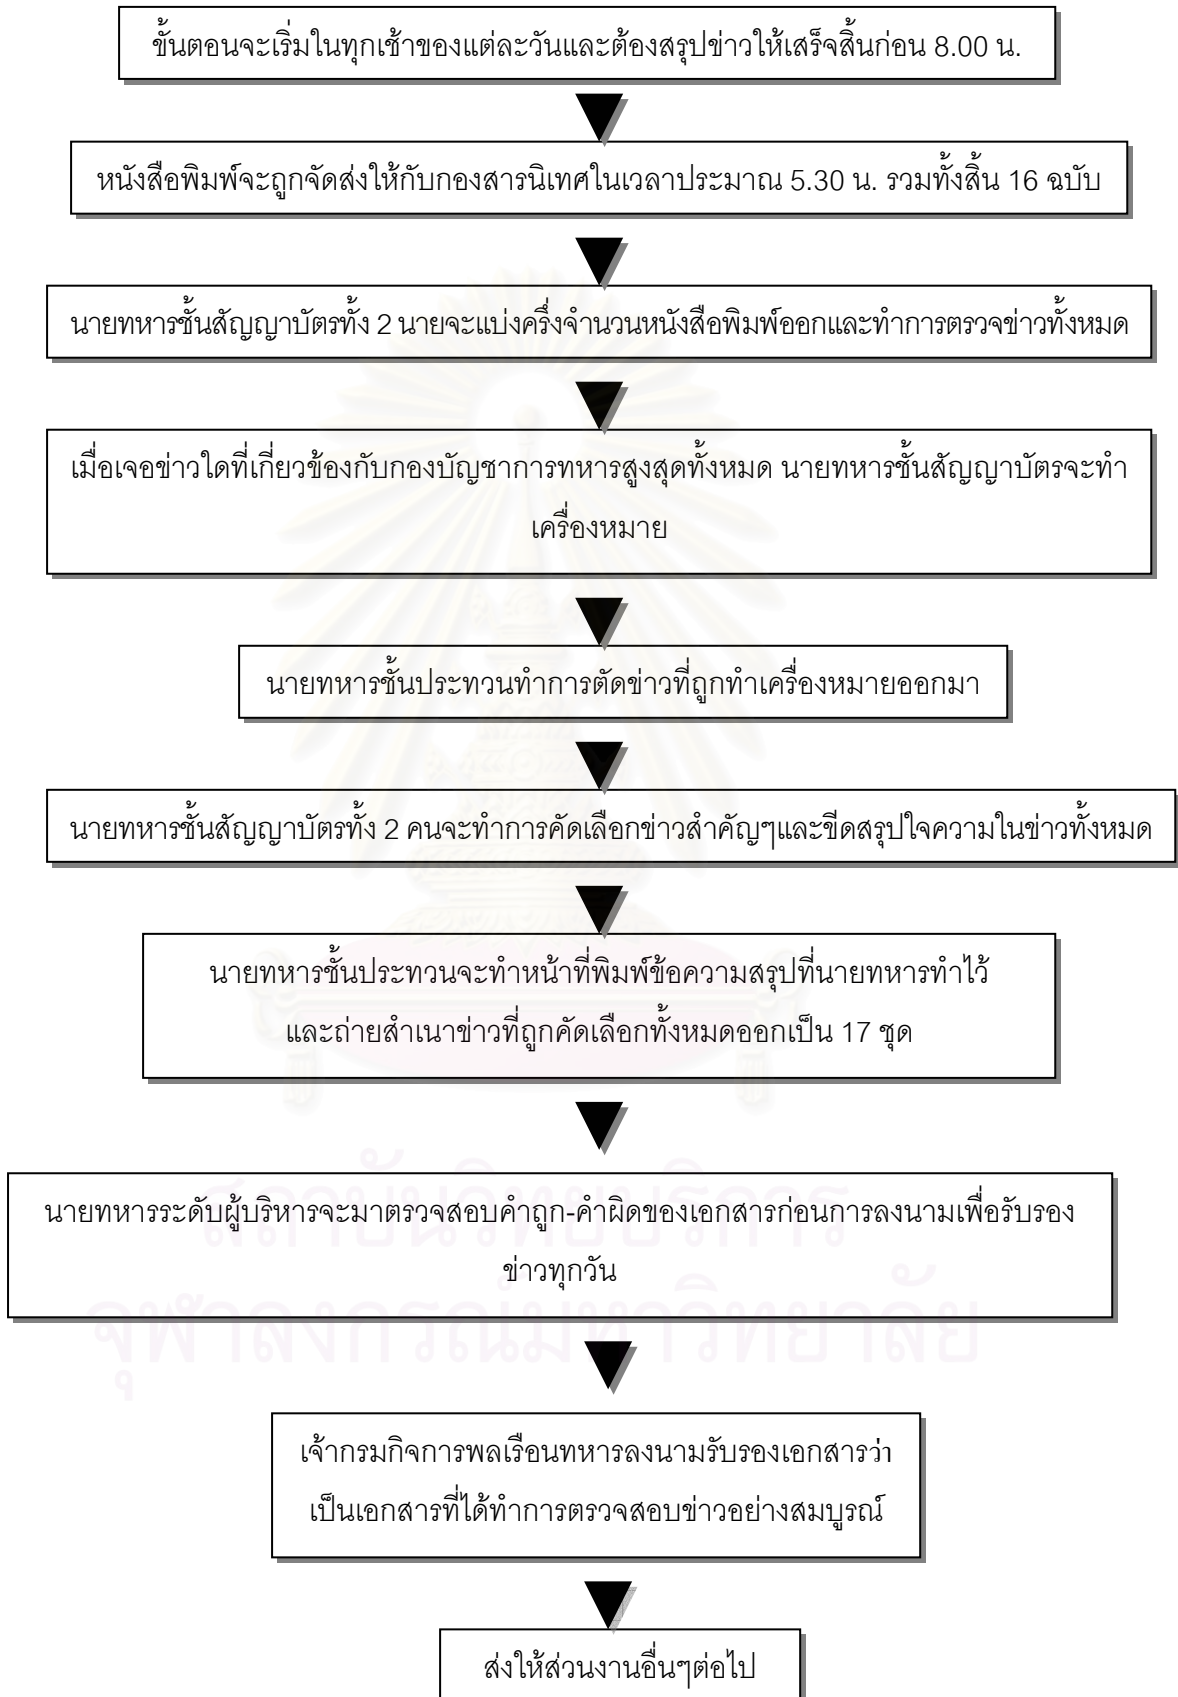 ขั้นตอนจะเริ่มในทุกเช้าของแต่ละวันและต้องสรุปข่าวให้เสร็จสิ้นก่อน 8.00 น.
หนังสือพิมพ์จะถูกจัดส่งให้กับกองสารนิเทศในเวลาประมาณ 5.30 น. รวมทั้งสิ้น 16 ฉบับ
นายทหารชั้นสัญญาบัตรทั้ง 2 นายจะแบ่งครึ่งจำนวนหนังสือพิมพ์ออกและทำการตรวจข่าวทั้งหมด
เมื่อเจอข่าวใดที่เกี่ยวข้องกับกองบัญชาการทหารสูงสุดทั้งหมด นายทหารชั้นสัญญาบัตรจะทำ
เครื่องหมาย
นายทหารชั้นประทวนทำการตัดข่าวที่ถูกทำเครื่องหมายออกมา
นายทหารชั้นสัญญาบัตรทั้ง 2 คนจะทำการคัดเลือกข่าวสำคัญๆและขีดสรุปใจความในข่าวทั้งหมด
นายทหารชั้นประทวนจะทำหน้าที่พิมพ์ข้อความสรุปที่นายทหารทำไว้
และถ่ายสำเนาข่าวที่ถูกคัดเลือกทั้งหมดออกเป็น 17 ชุด
นายทหารระดับผู้บริหารจะมาตรวจสอบคำถูก-คำผิดของเอกสารก่อนการลงนามเพื่อรับรอง
ข่าวทุกวัน
สถาบันวิทยบริการ
จุฬาลงกรณ์มหาวิทยาลัย
เจ้ากรมกิจการพลเรือนทหารลงนามรับรองเอกสารว่า
เป็นเอกสารที่ได้ทำการตรวจสอบข่าวอย่างสมบูรณ์
ส่งให้ส่วนงานอื่นๆต่อไป